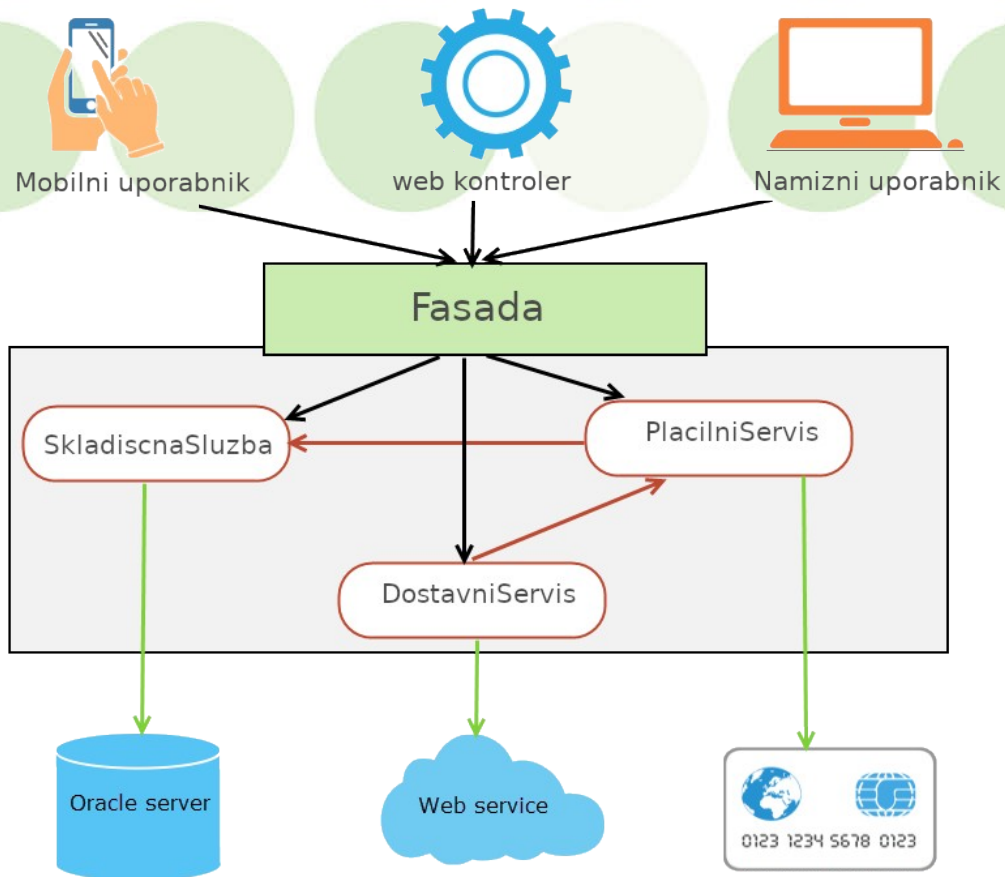 Mobilni uporabnik
web kontroler
Namizni uporabnik
Fasada
SkladiscnaSluzba
PlacilniServis
DostavniServis
Oracle server
Web service
0123 1234 5678 0123